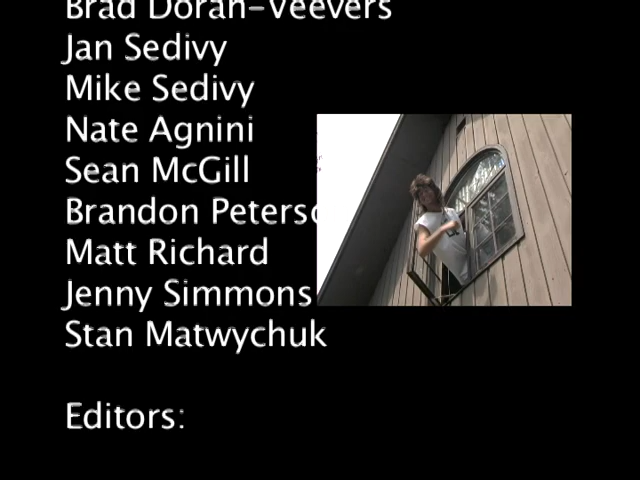 Brad Doran-Veevers
Jan Sedivy
Mike Sedivy
Nate Agnini
Sean McGill
Brandon Peterso
Matt Richard
Jenny Simmons
Stan Matwychuk
Editors: